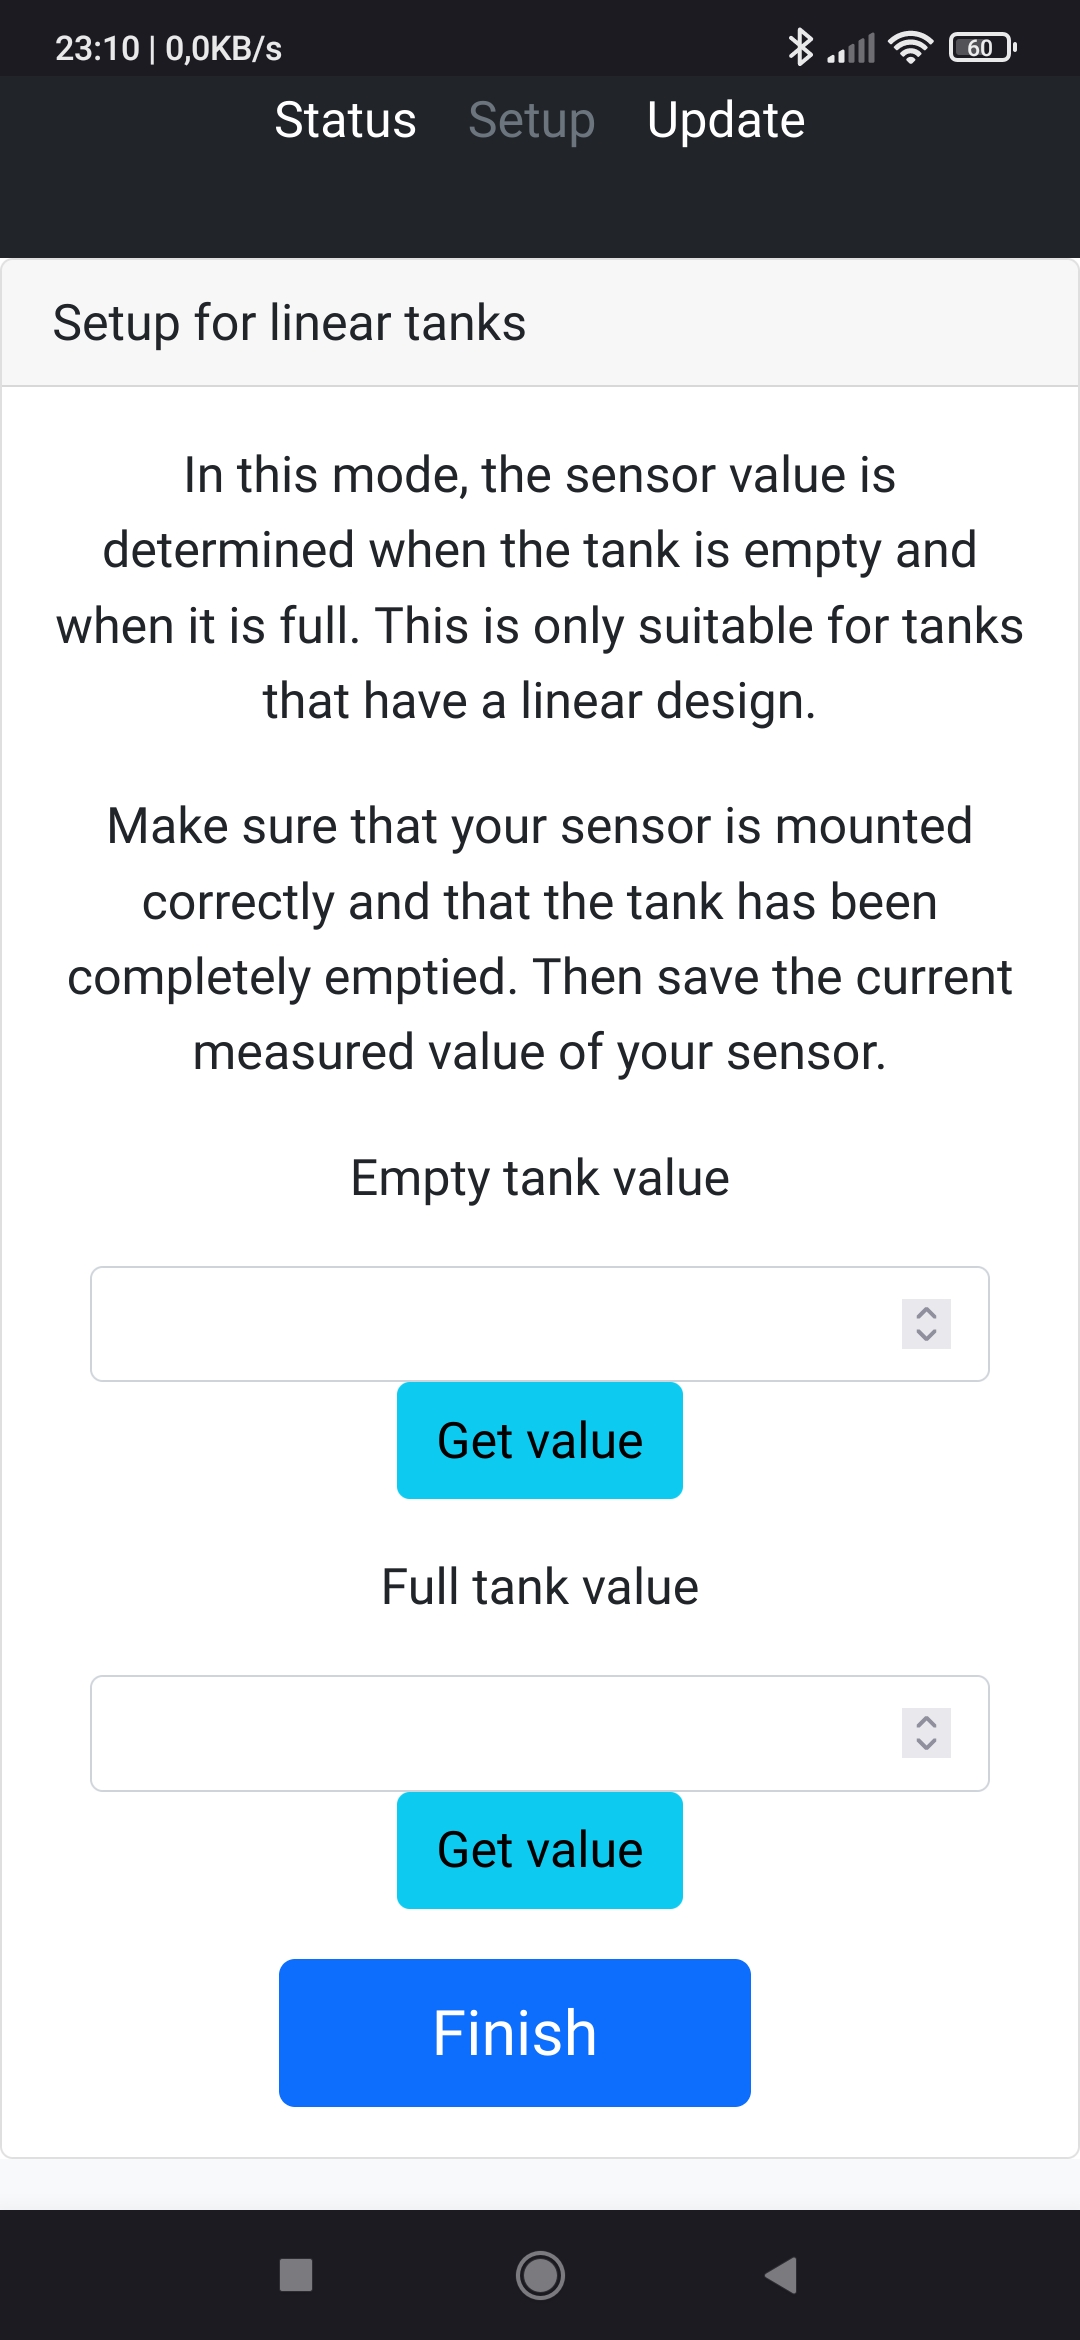 23:10 | 0,0KB/s 60
Status Setup Update
Setup for linear tanks
In this mode, the sensor value is
determined when the tank is empty and
when it is full. This is only suitable for tanks
that have a linear design.
Make sure that your sensor is mounted
correctly and that the tank has been
completely emptied. Then save the current
measured value of your sensor.
Empty tank value
Get value
Full tank value
Get value
Finish